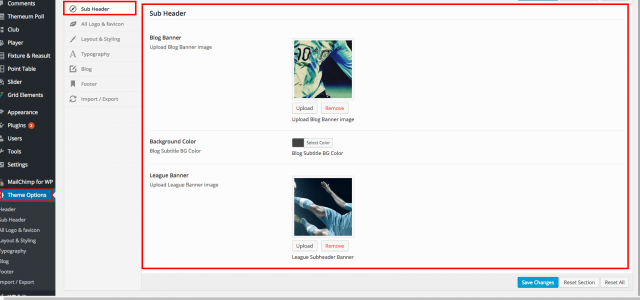 Comments
Themeum Poll
Club
Player
Fixture & Reasult
Point Table
Slider
Grid Elements
Appearance
Plugins
Users
Tools
Settings
MailChimp for WP
Theme Options
Header
Sub Header
All Logo & favicon
Layout & Styling
Typography
Blog
Footer
Import / Export
Sub Header
All Logo & favicon
Layout & Styling
Typography
Blog
Footer
Import / Export
Sub Header
Blog Banner
Upload Blog Banner image
Upload Remove
Upload Blog Banner image
Background Color
Blog Subtitle BG Color
Select Color
Blog Subtitle BG Color
League Banner
Upload League Banner image
Upload Remove
League Subheader Banner
Save Changes Reset Section Reset All